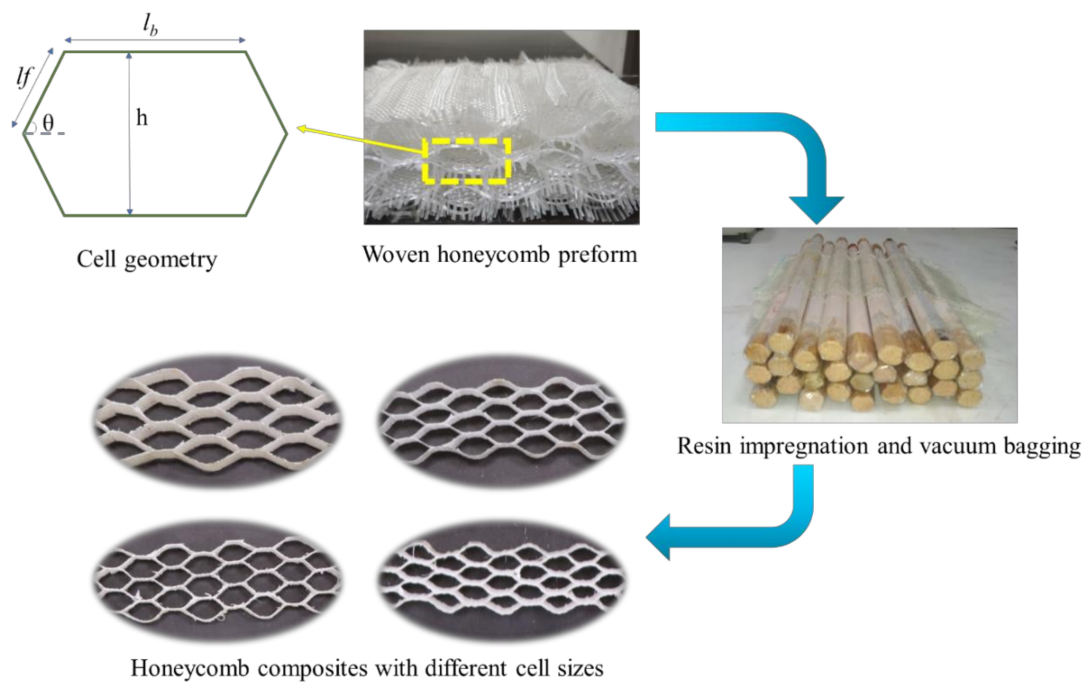 l_b
lf
θ
h
Cell geometry
Woven honeycomb preform
Resin impregnation and vacuum bagging
Honeycomb composites with different cell sizes